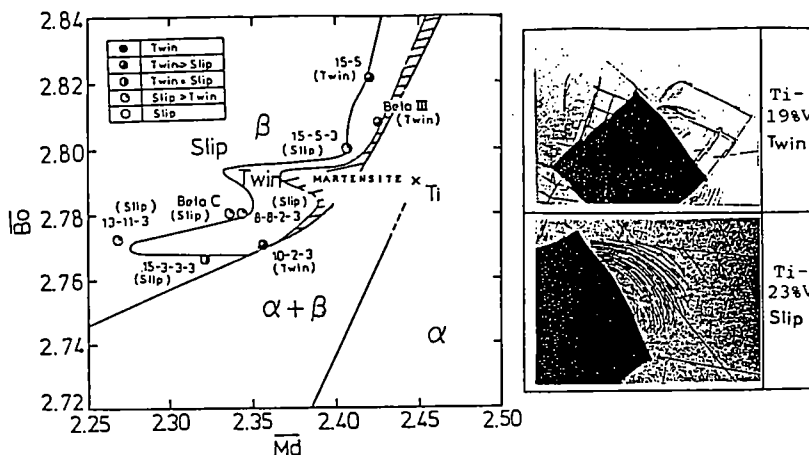 2.84
2.82
2.80
2.78
2.76
2.74
2.72
2.25
2.30
2.35
2.40
2.45
2.50
Bo
Md
Twin
Twin>Slip
Twin=Slip
Slip>Twin
Slip
15-5
(Twin)
Beta III
(Twin)
β
Slip
15-5-3
(Slip)
Twin
MARTENSITE
Ti
(Slip)
13-11-3
Beta C
(Slip)
(Slip)
8-8-2-3
15-3-3-3
(Slip)
10-2-3
(Twin)
α+β
α
Ti-
19%V
Twin
Ti-
23%V
Slip